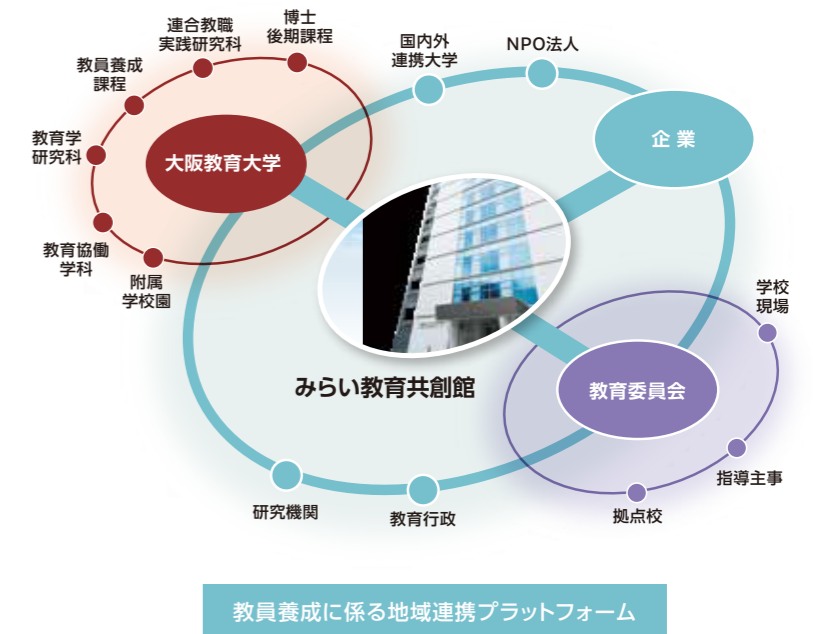 博士
後期課程
連合教職
実践研究科
国内外
連携大学
NPO法人
教員養成
課程
企業
教育学
研究科
大阪教育大学
教育協働
学科
附属
学校園
学校
現場
みらい教育共創館
教育委員会
指導主事
研究機関
教育行政
拠点校
教員養成に係る地域連携プラットフォーム